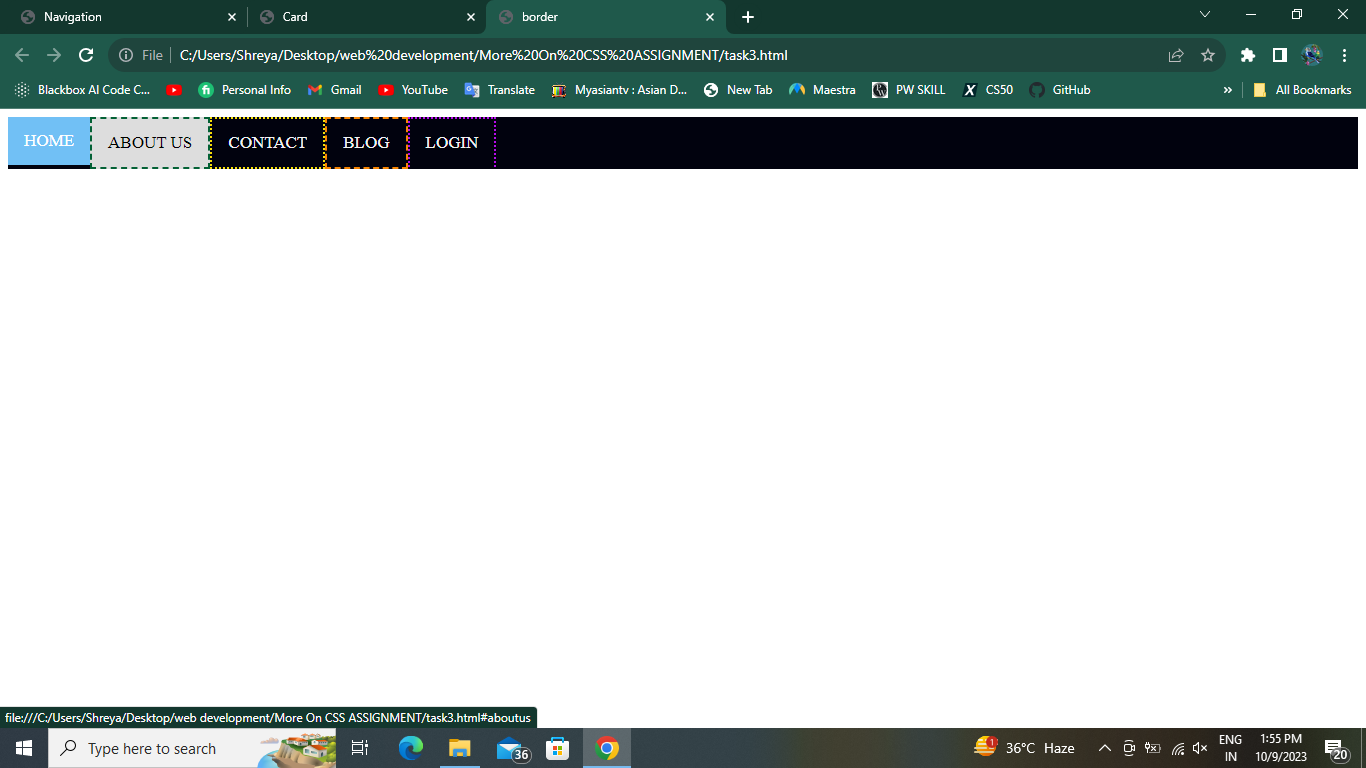 Navigation
Card
border
File
C:/Users/Shreya/Desktop/web%20development/More%20On%20CSS%20ASSIGNMENT/task3.html
Blackbox AI Code C...
Personal Info
Gmail
YouTube
Translate
Myasiantv : Asian D...
New Tab
Maestra
PW SKILL
CS50
GitHub
»
All Bookmarks
HOME
ABOUT US
CONTACT
BLOG
LOGIN
file:///C:/Users/Shreya/Desktop/web development/More On CSS ASSIGNMENT/task3.html#aboutus
Type here to search
36
1
36°C Haze
ENG
IN
1:55 PM
10/9/2023
20